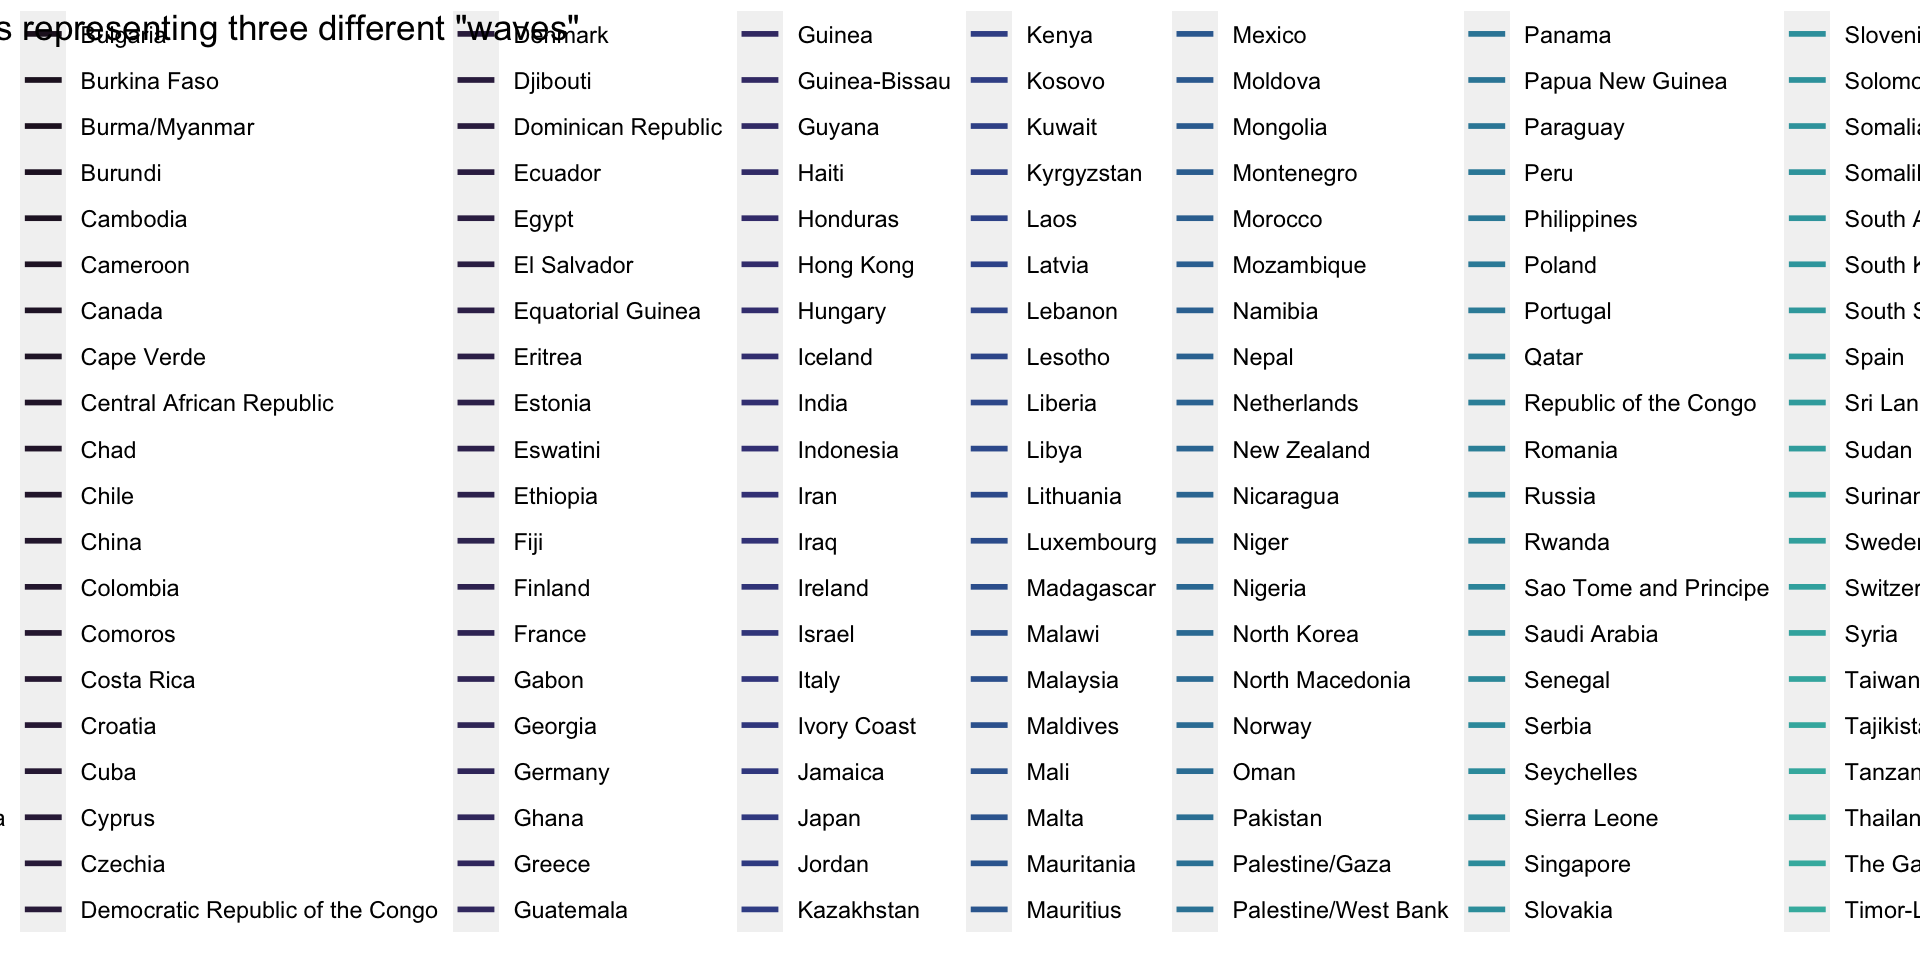 s representing three different "waves"
Bulgaria
Burkina Faso
Burma/Myanmar
Burundi
Cambodia
Cameroon
Canada
Cape Verde
Central African Republic
Chad
Chile
China
Colombia
Comoros
Costa Rica
Croatia
Cuba
a
Cyprus
Czechia
Democratic Republic of the Congo
Denmark
Djibouti
Dominican Republic
Ecuador
Egypt
El Salvador
Equatorial Guinea
Eritrea
Estonia
Eswatini
Ethiopia
Fiji
Finland
France
Gabon
Georgia
Germany
Ghana
Greece
Guatemala
Guinea
Guinea-Bissau
Guyana
Haiti
Honduras
Hong Kong
Hungary
Iceland
India
Indonesia
Iran
Iraq
Ireland
Israel
Italy
Ivory Coast
Jamaica
Japan
Jordan
Kazakhstan
Kenya
Kosovo
Kuwait
Kyrgyzstan
Laos
Latvia
Lebanon
Lesotho
Liberia
Libya
Lithuania
Luxembourg
Madagascar
Malawi
Malaysia
Maldives
Mali
Malta
Mauritania
Mauritius
Mexico
Moldova
Mongolia
Montenegro
Morocco
Mozambique
Namibia
Nepal
Netherlands
New Zealand
Nicaragua
Niger
Nigeria
North Korea
North Macedonia
Norway
Oman
Pakistan
Palestine/Gaza
Palestine/West Bank
Panama
Papua New Guinea
Paraguay
Peru
Philippines
Poland
Portugal
Qatar
Republic of the Congo
Romania
Russia
Rwanda
Sao Tome and Principe
Saudi Arabia
Senegal
Serbia
Seychelles
Sierra Leone
Singapore
Slovakia
Sloveni
Solomo
Somalia
Somalil
South A
South K
South S
Spain
Sri Lan
Sudan
Surinar
Sweder
Switzer
Syria
Taiwan
Tajikista
Tanzan
Thailan
The Ga
Timor-L